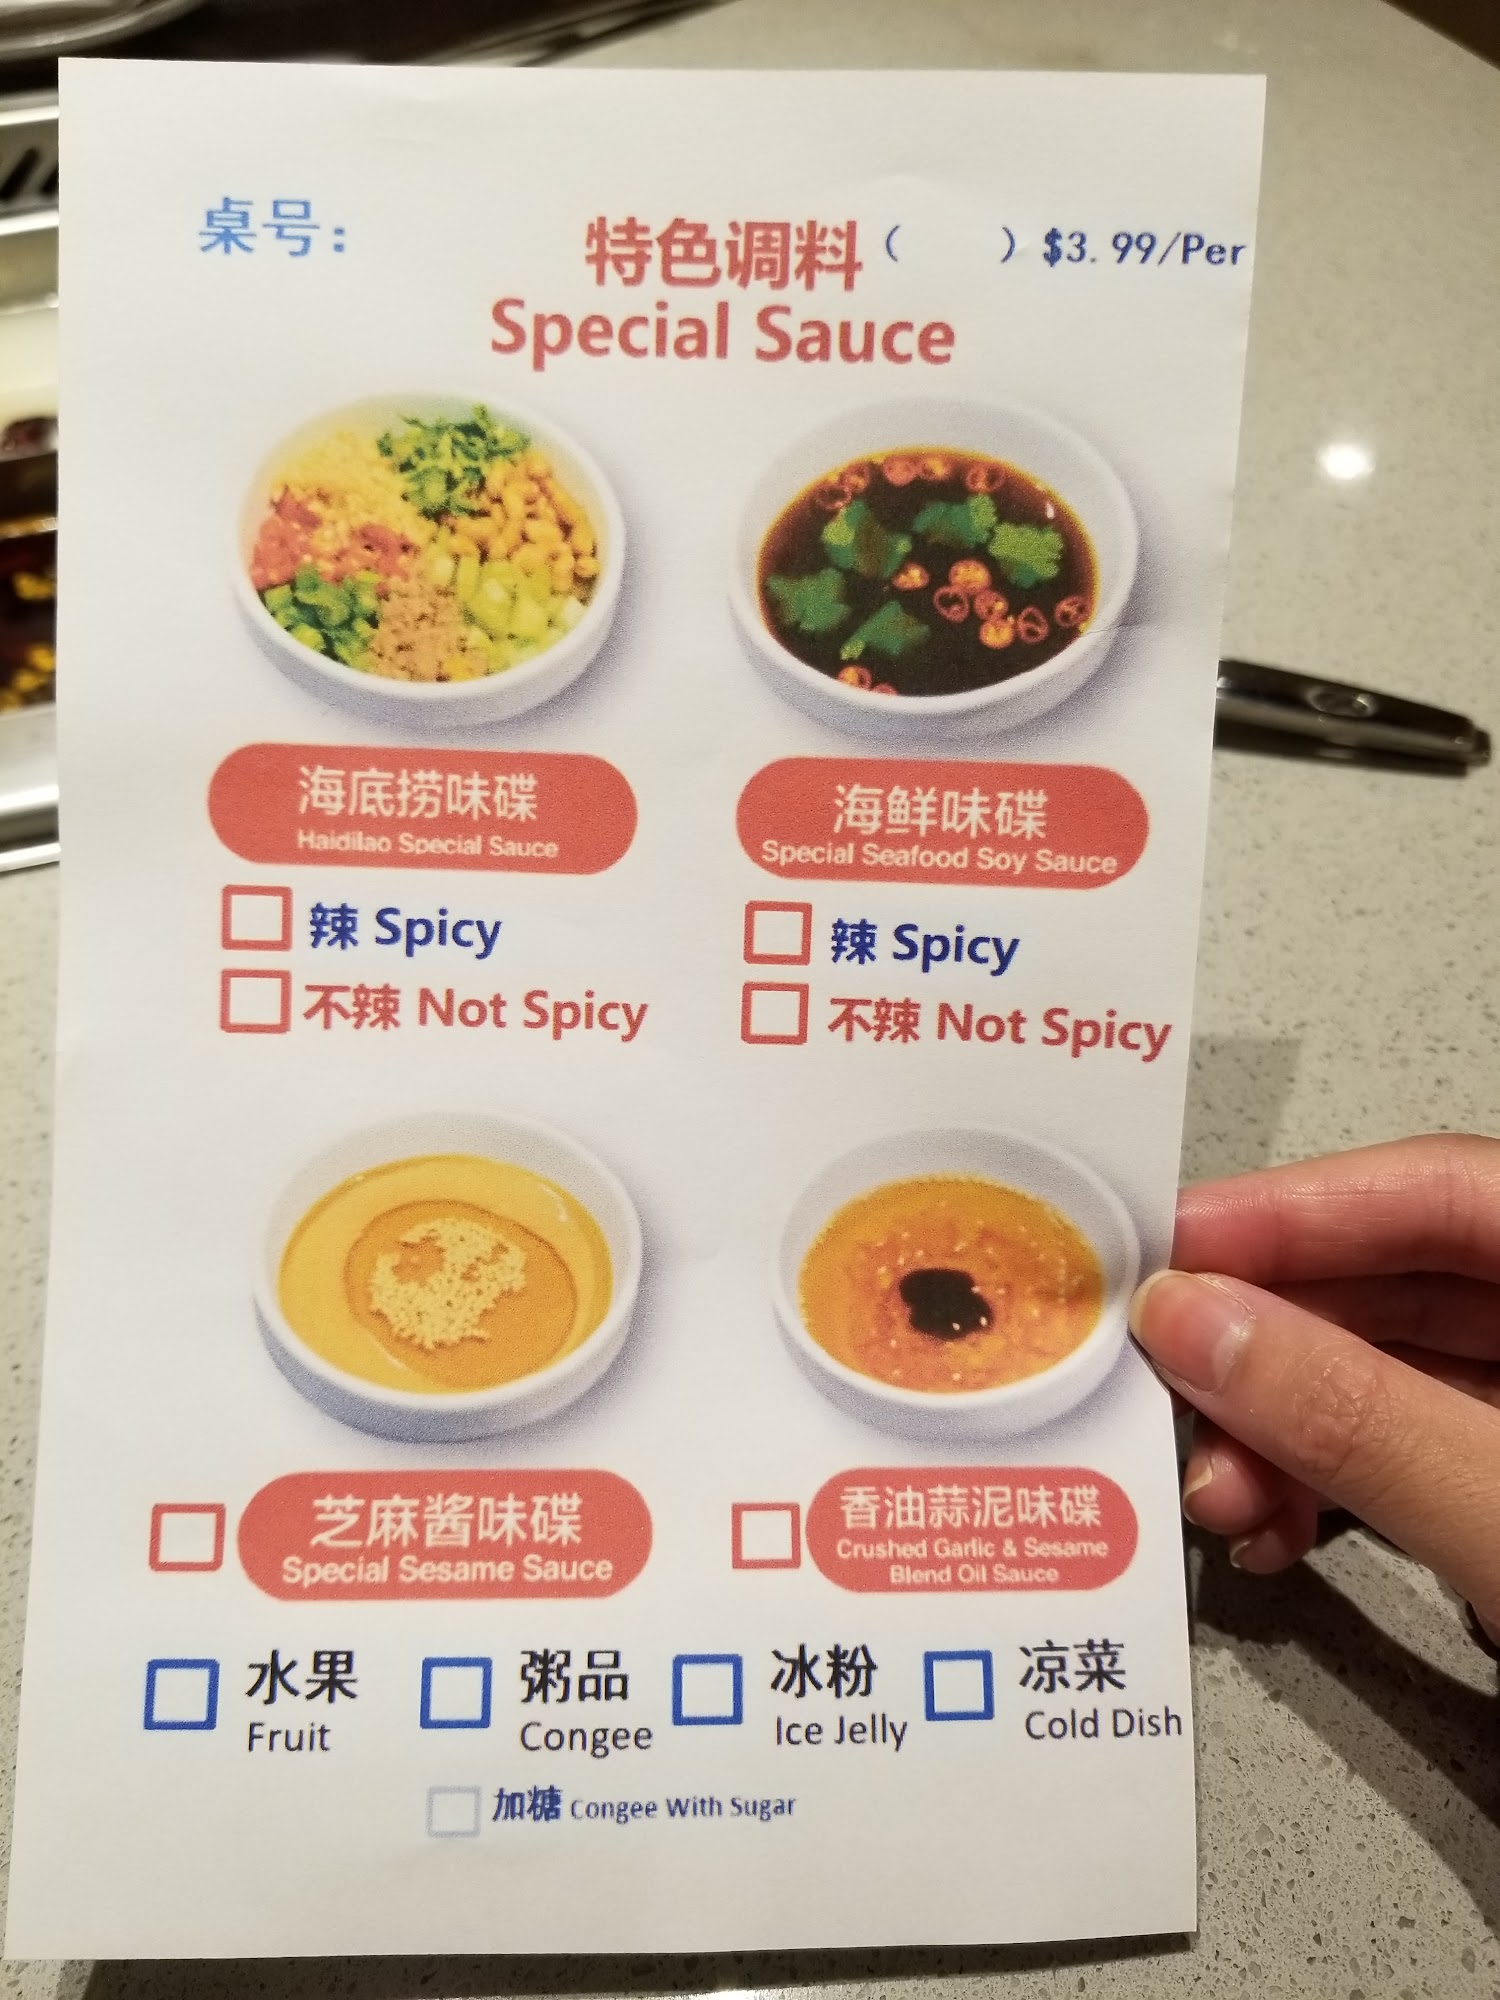 桌号:
特色调料（ ）$3.99/Per
Special Sauce
海底捞味碟
Haidilao Special Sauce
海鲜味碟
Special Seafood Soy Sauce
辣 Spicy
不辣 Not Spicy
辣 Spicy
不辣 Not Spicy
芝麻酱味碟
Special Sesame Sauce
香油蒜泥味碟
Crushed Garlic & Sesame
Blend Oil Sauce
水果
Fruit
粥品
Congee
冰粉
Ice Jelly
凉菜
Cold Dish
加糖 Congee With Sugar